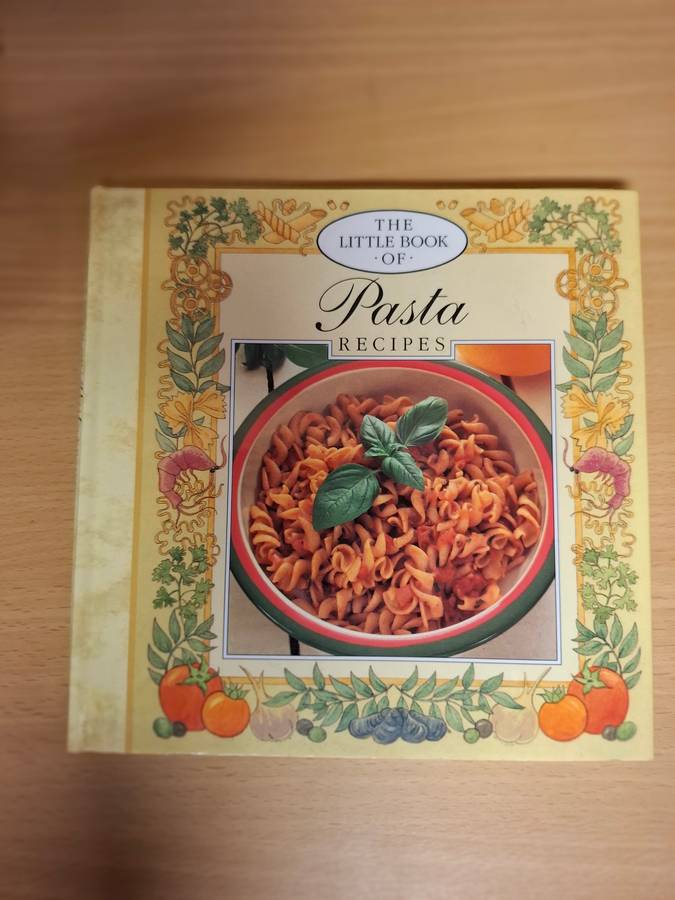 THE
LITTLE BOOK
· OF ·
Pasta
RECIPES